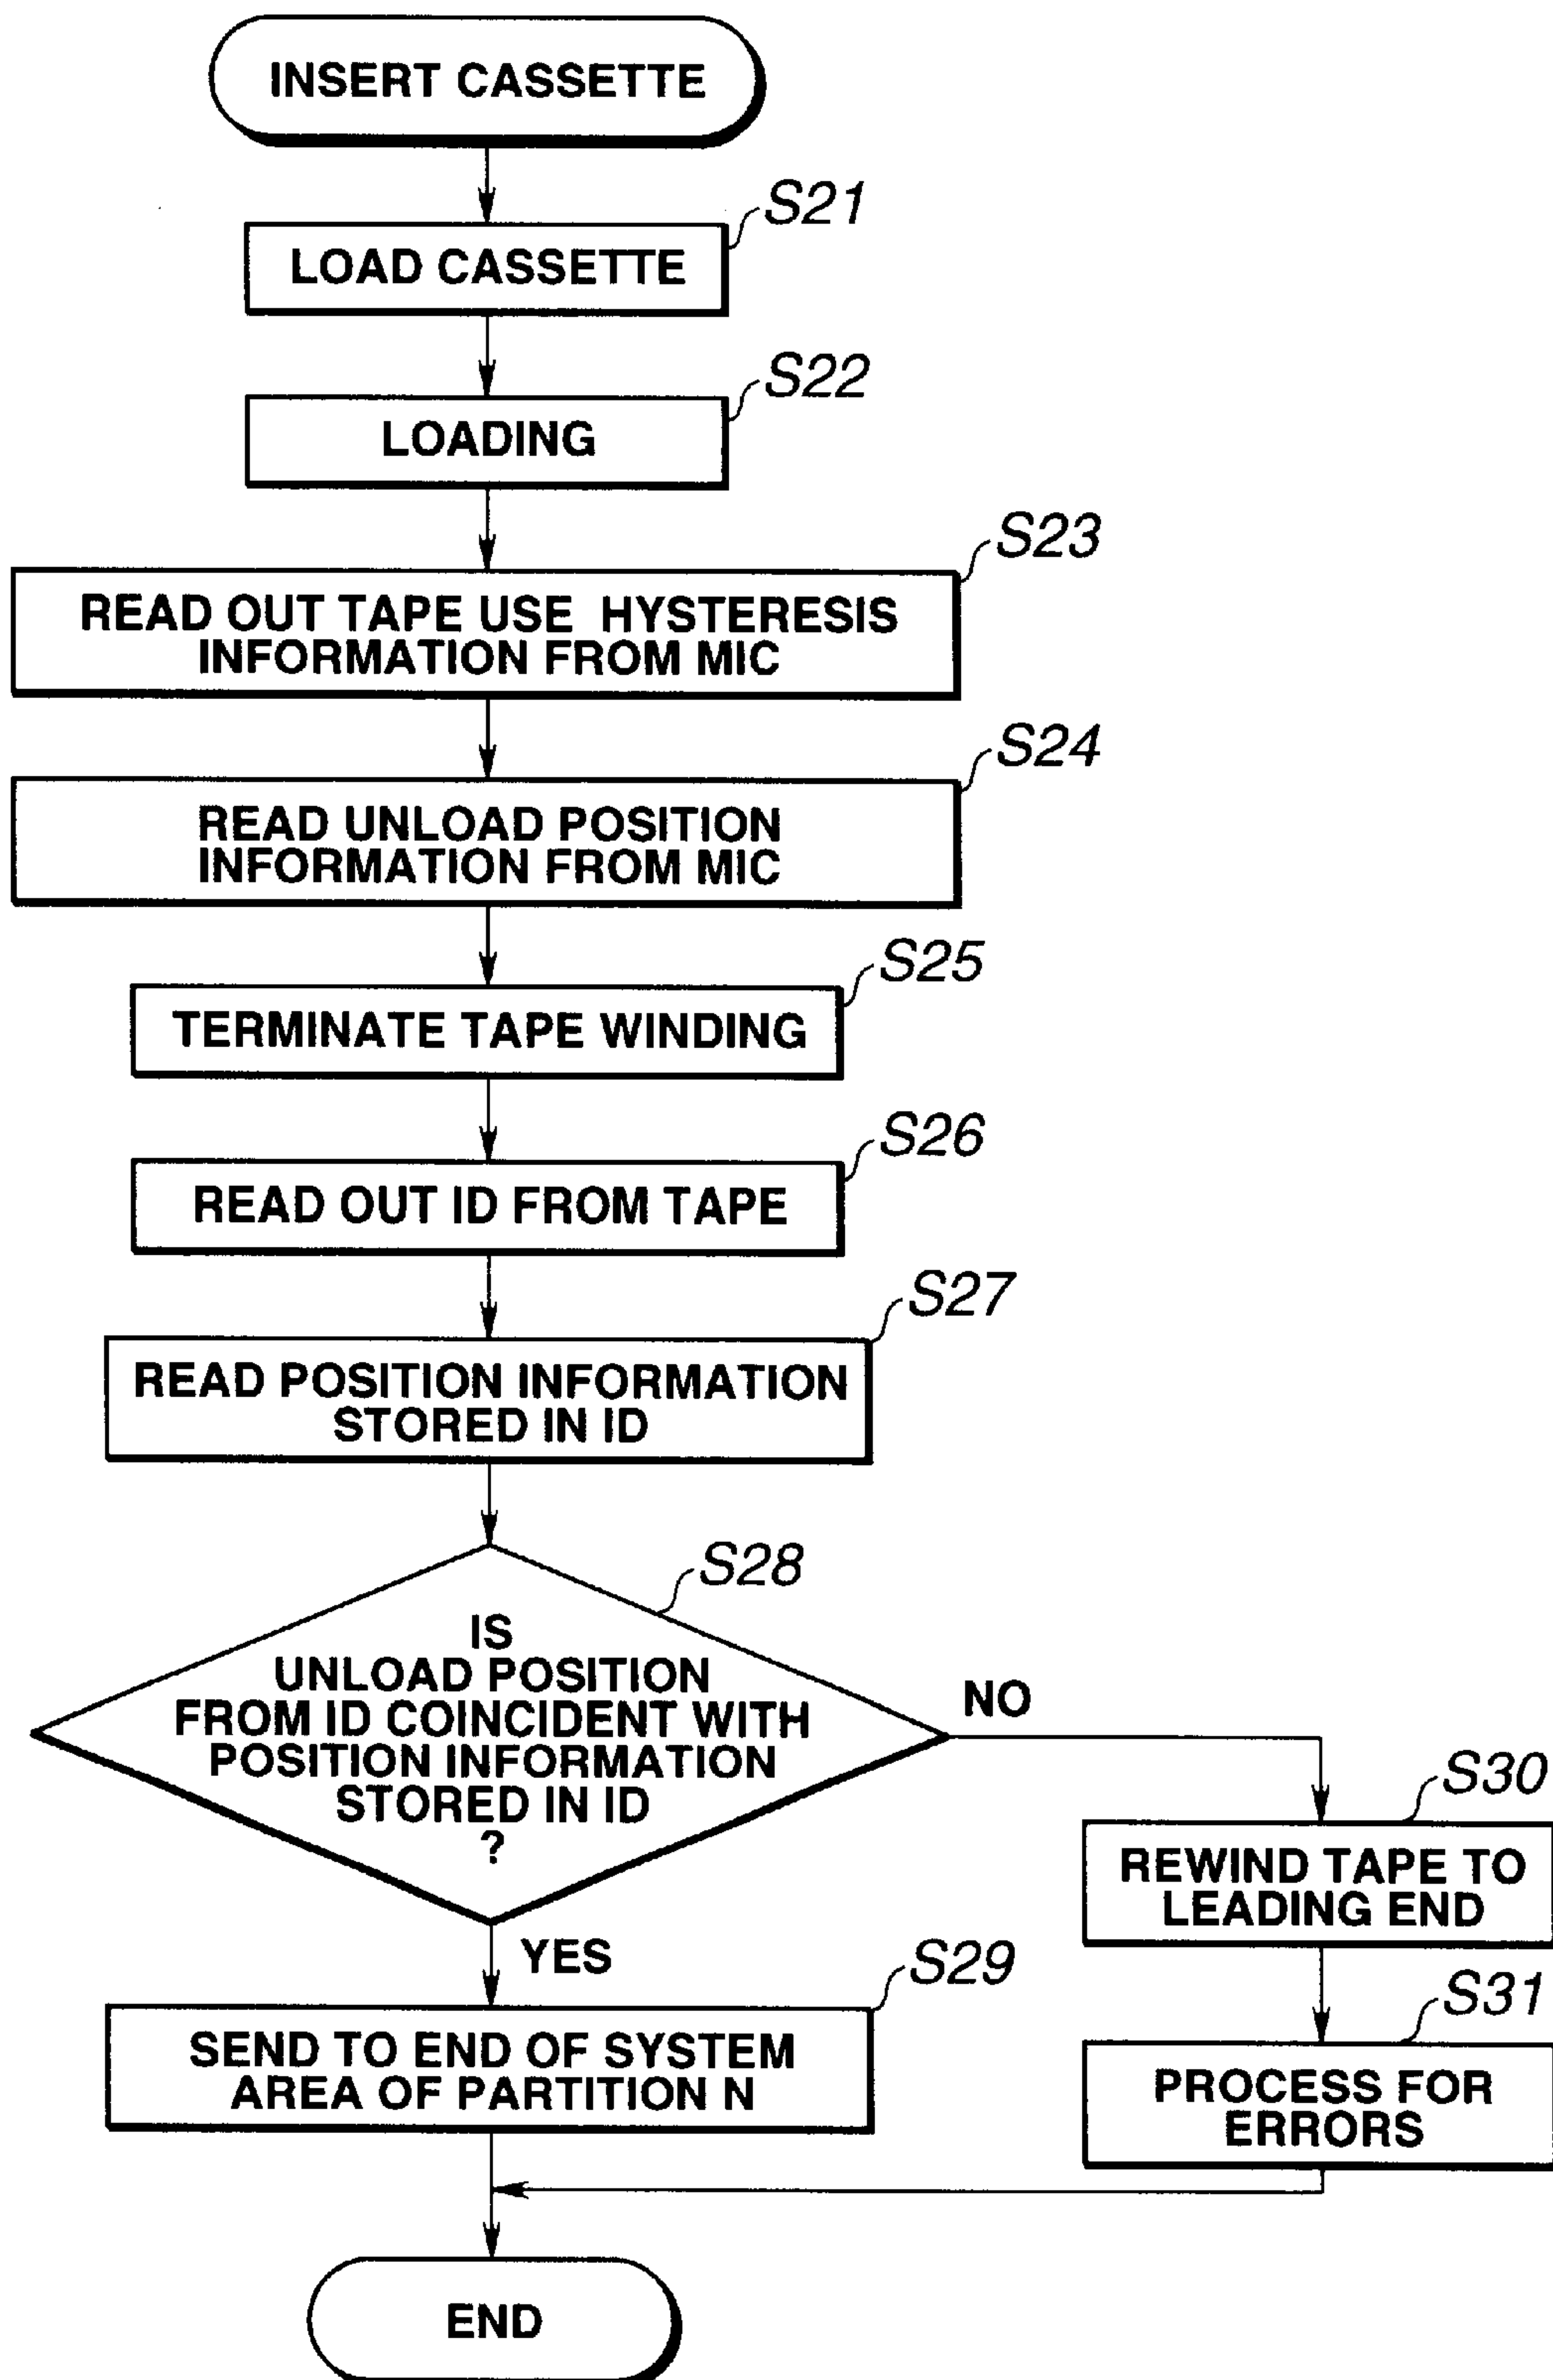 INSERT CASSETTE
S21
LOAD CASSETTE
S22
LOADING
S23
READ OUT TAPE USE HYSTERESIS
INFORMATION FROM MIC
S24
READ UNLOAD POSITION
INFORMATION FROM MIC
S25
TERMINATE TAPE WINDING
S26
READ OUT ID FROM TAPE
S27
READ POSITION INFORMATION
STORED IN ID
S28
IS
UNLOAD POSITION
FROM ID COINCIDENT WITH
POSITION INFORMATION
STORED IN ID
?
NO
YES
S30
REWIND TAPE TO
LEADING END
S29
SEND TO END OF SYSTEM
AREA OF PARTITION N
S31
PROCESS FOR
ERRORS
END